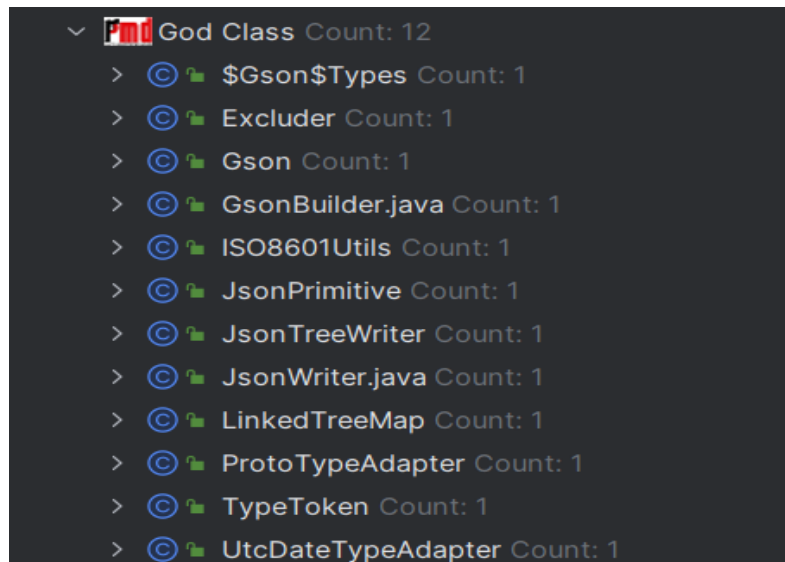 Pmd God Class Count: 12
C $Gson$Types Count: 1
C Excluder Count: 1
C Gson Count: 1
C GsonBuilder.java Count: 1
C ISO8601Utils Count: 1
C JsonPrimitive Count: 1
C JsonTreeWriter Count: 1
C JsonWriter.java Count: 1
C LinkedTreeMap Count: 1
C ProtoTypeAdapter Count: 1
C TypeToken Count: 1
C UtcDateTypeAdapter Count: 1